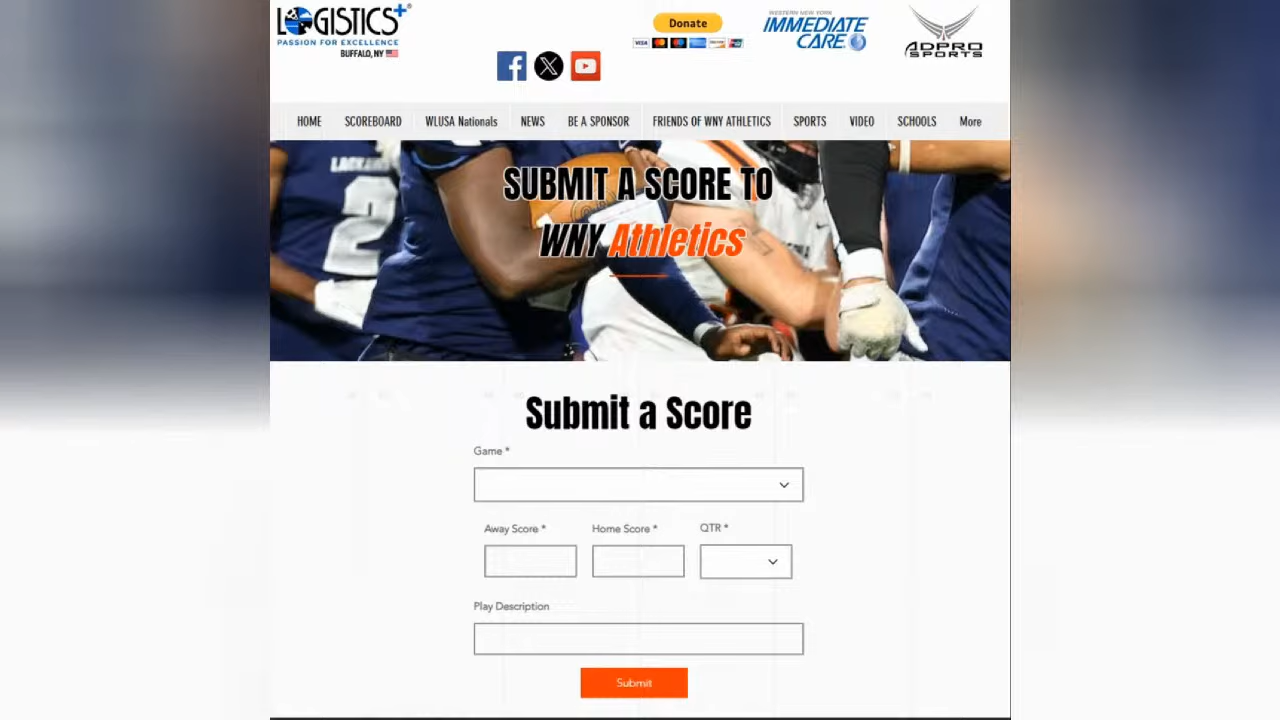 LOGISTICS+
PASSION FOR EXCELLENCE
BUFFALO, NY
Donate
VISA
WESTERN NEW YORK
IMMEDIATE
CARE
ADPRO
SPORTS
HOME SCOREBOARD WLUSA Nationals NEWS BE A SPONSOR FRIENDS OF WNY ATHLETICS SPORTS VIDEO SCHOOLS More
SUBMIT A SCORE TO
WNY Athletics
2
Submit a Score
Game *
Away Score * Home Score * QTR *
Play Description
Submit